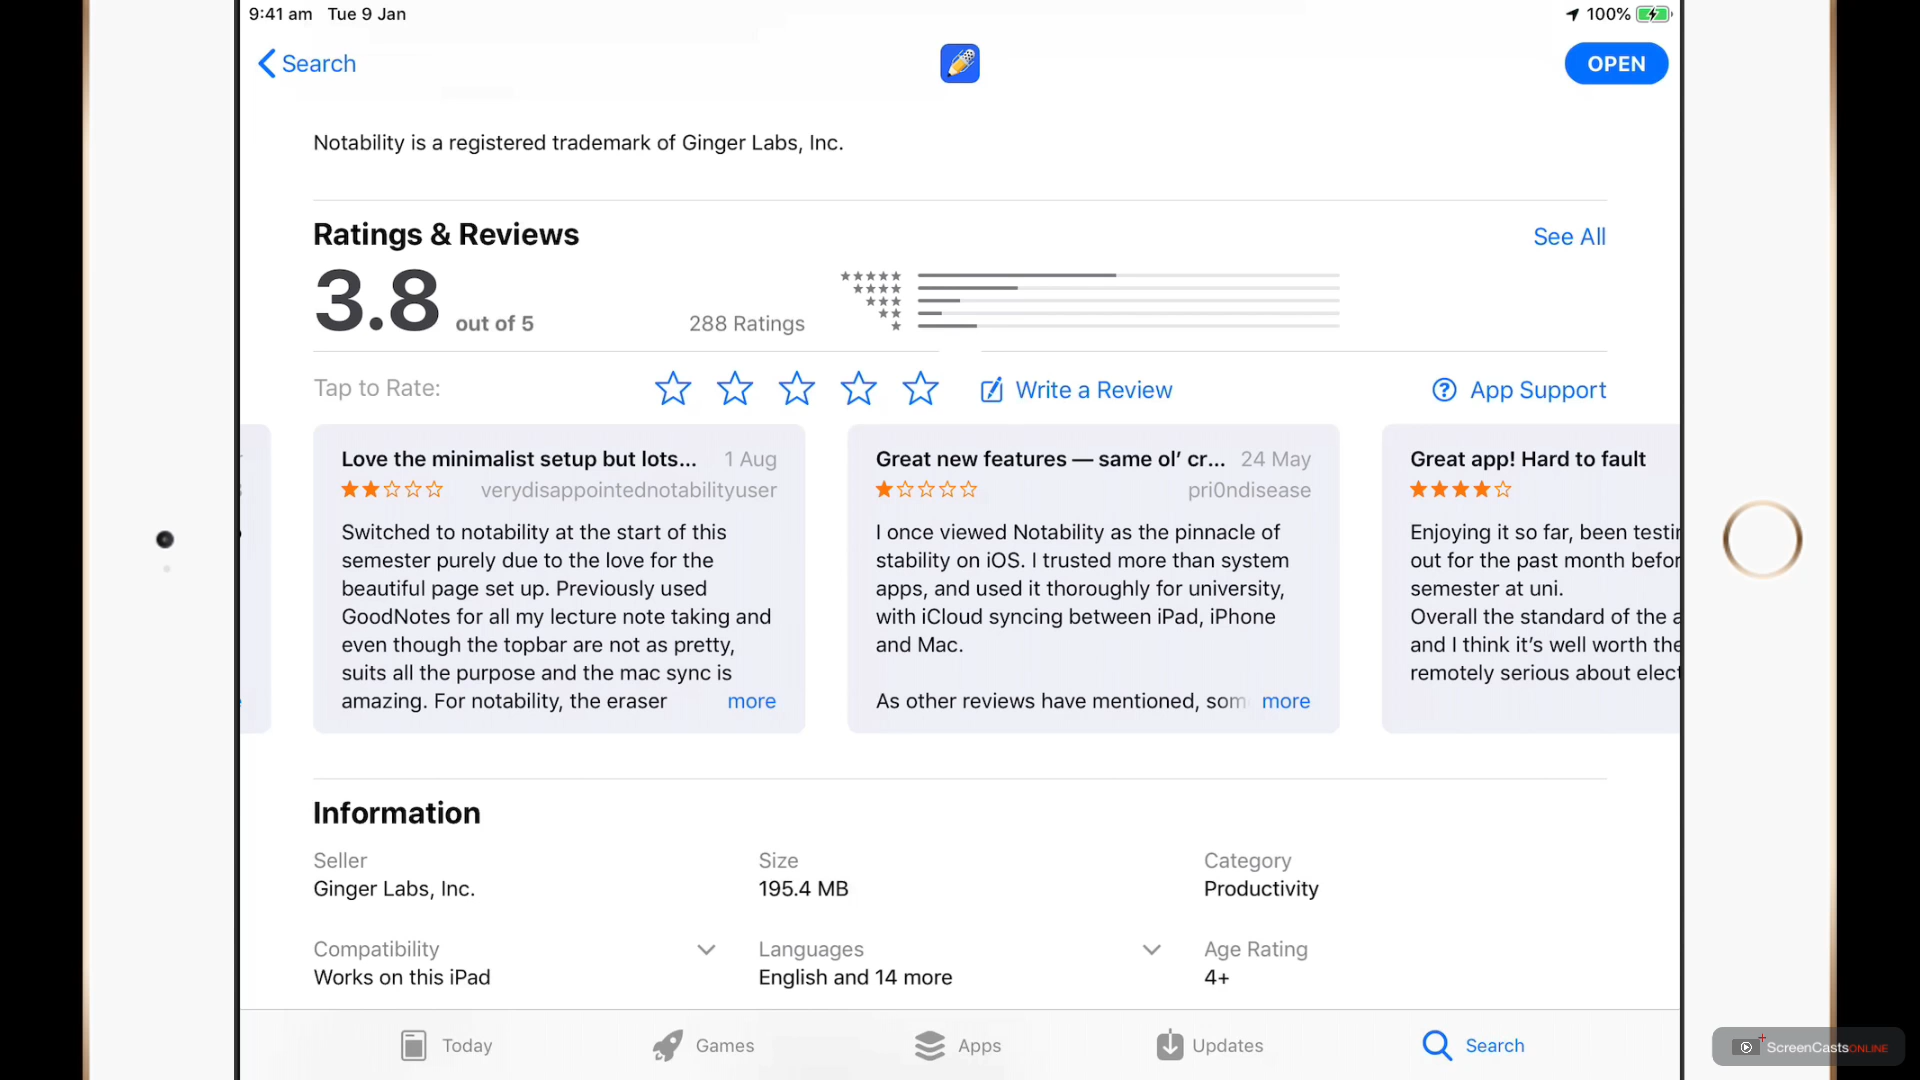 9:41 am Tue 9 Jan
100%
Search
OPEN
Notability is a registered trademark of Ginger Labs, Inc.
Ratings & Reviews
See All
3.8 out of 5
288 Ratings
Tap to Rate:
Write a Review
App Support
Love the minimalist setup but lots... 1 Aug
verydisappointednotabilityuser
Switched to notability at the start of this
semester purely due to the love for the
beautiful page set up. Previously used
GoodNotes for all my lecture note taking and
even though the topbar are not as pretty,
suits all the purpose and the mac sync is
amazing. For notability, the eraser more
Great new features — same ol’ cr... 24 May
pri0ndisease
I once viewed Notability as the pinnacle of
stability on iOS. I trusted more than system
apps, and used it thoroughly for university,
with iCloud syncing between iPad, iPhone
and Mac.
As other reviews have mentioned, som more
Great app! Hard to fault
Enjoying it so far, been testin
out for the past month befor
semester at uni.
Overall the standard of the a
and I think it’s well worth the
remotely serious about elect
Information
Seller
Ginger Labs, Inc.
Size
195.4 MB
Category
Productivity
Compatibility
Works on this iPad
Languages
English and 14 more
Age Rating
4+
Today
Games
Apps
Updates
Search
ScreenCastsONLINE